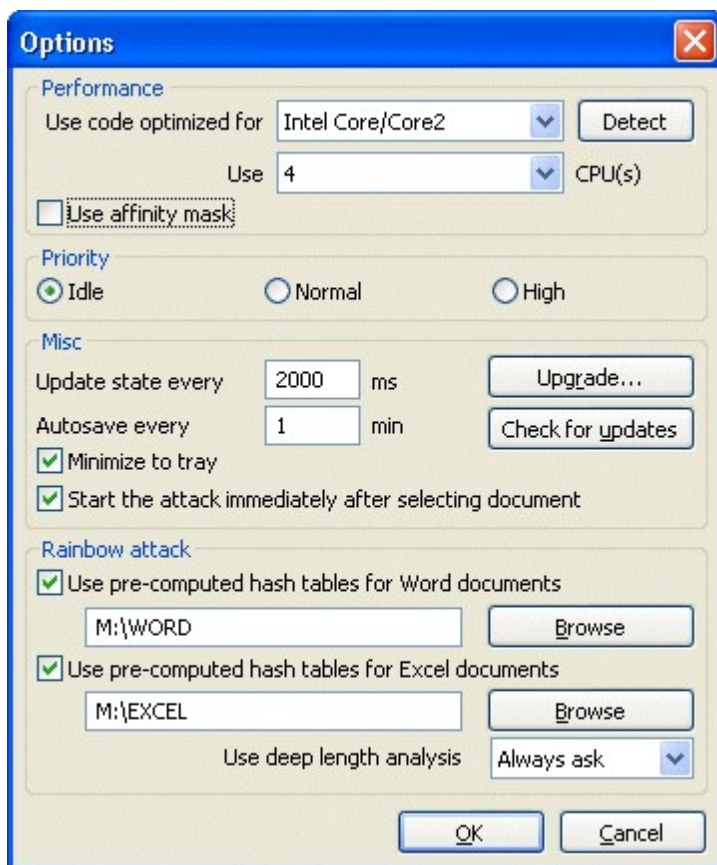 Options
Performance
Use code optimized for Intel Core/Core2 Detect
Use 4 CPU(s)
Use affinity mask
Priority
Idle Normal High
Misc
Update state every 2000 ms Upgrade...
Autosave every 1 min Check for updates
Minimize to tray
Start the attack immediately after selecting document
Rainbow attack
Use pre-computed hash tables for Word documents
M:\WORD Browse
Use pre-computed hash tables for Excel documents
M:\EXCEL Browse
Use deep length analysis Always ask
OK Cancel